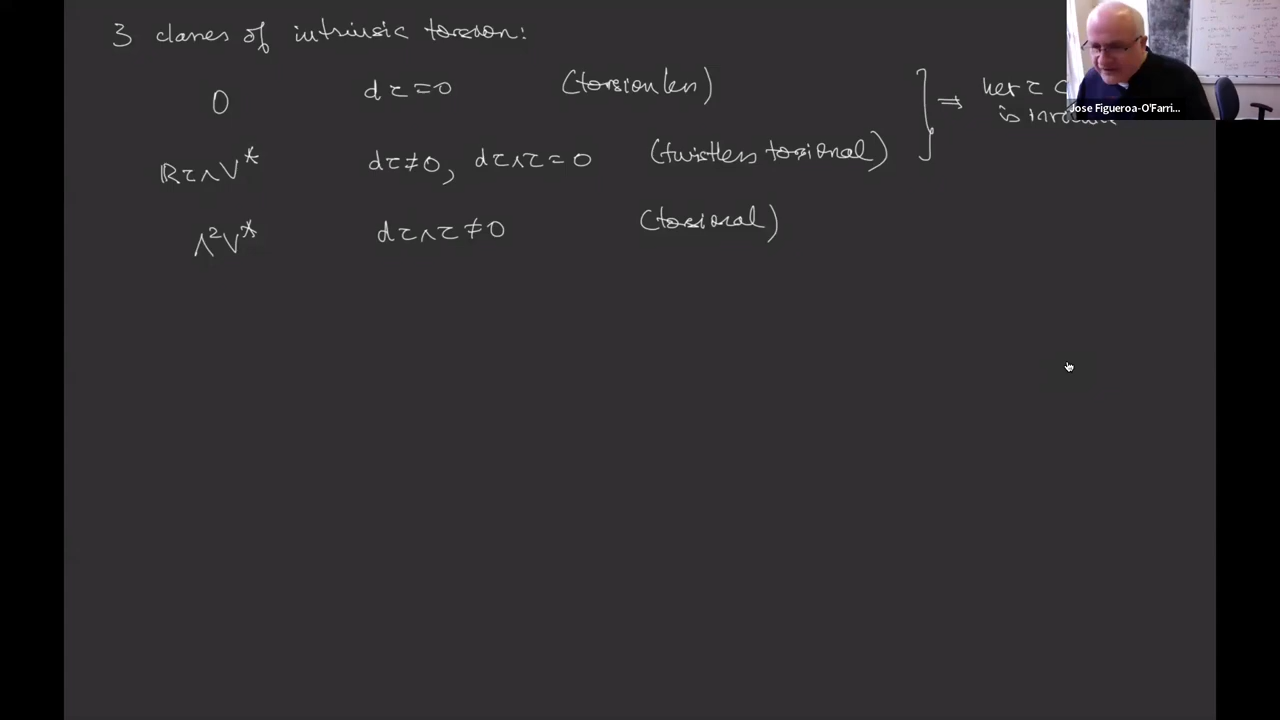 3 classes of intrinsic torsion:
0 dτ=0 (torsionless)
ℝτ∧V* dτ≠0, dτ∧τ=0 (twistless torsional)
Λ²V* dτ∧τ≠0 (torsional)
⇒ ker τ
is
Jose Figueroa-O'Farri...